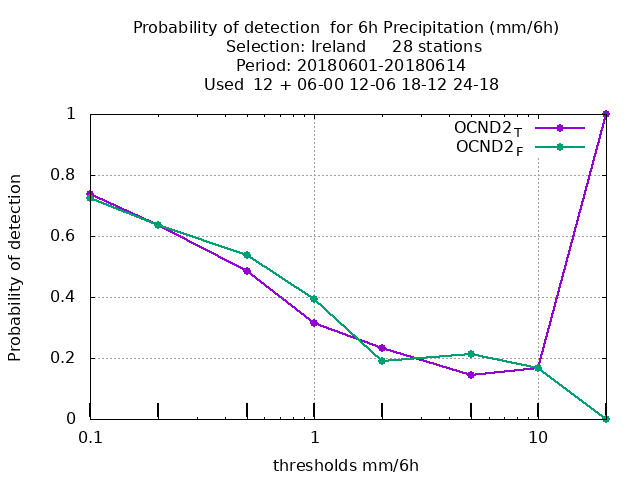 Probability of detection  for 6h Precipitation (mm/6h)
Selection: Ireland     28 stations
Period: 20180601-20180614
Used  12 + 06-00 12-06 18-12 24-18
OCND2T
OCND2F
Probability of detection
1
0.8
0.6
0.4
0.2
0
0.1 1 10
thresholds mm/6h